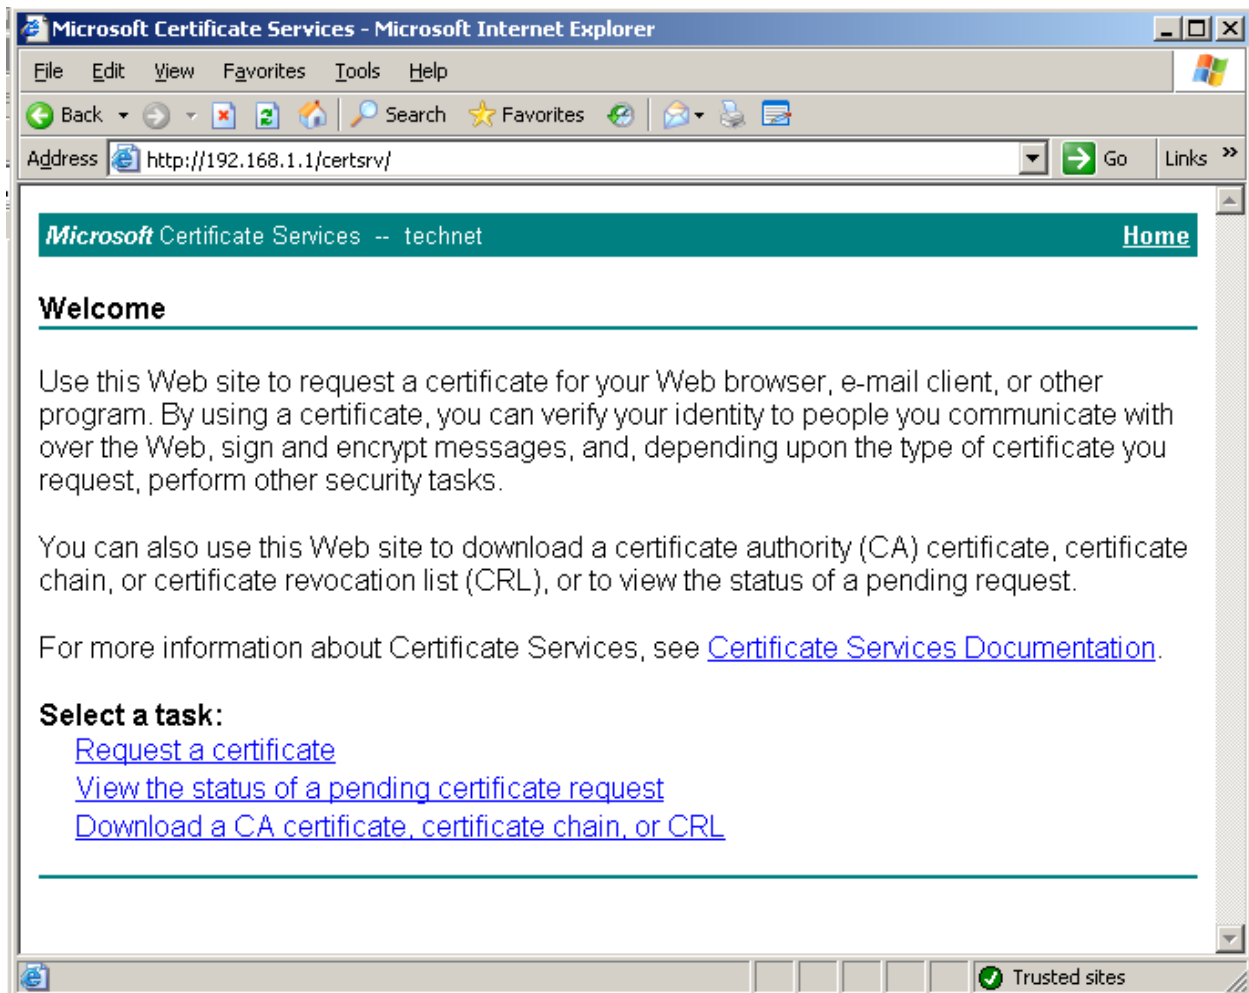 Microsoft Certificate Services - Microsoft Internet Explorer
File Edit View Favorites Tools Help
Back Search Favorites
Address http://192.168.1.1/certsrv/ Go Links »
Microsoft Certificate Services -- technet Home
Welcome
Use this Web site to request a certificate for your Web browser, e-mail client, or other
program. By using a certificate, you can verify your identity to people you communicate with
over the Web, sign and encrypt messages, and, depending upon the type of certificate you
request, perform other security tasks.
You can also use this Web site to download a certificate authority (CA) certificate, certificate
chain, or certificate revocation list (CRL), or to view the status of a pending request.
For more information about Certificate Services, see Certificate Services Documentation.
Select a task:
Request a certificate
View the status of a pending certificate request
Download a CA certificate, certificate chain, or CRL
Trusted sites